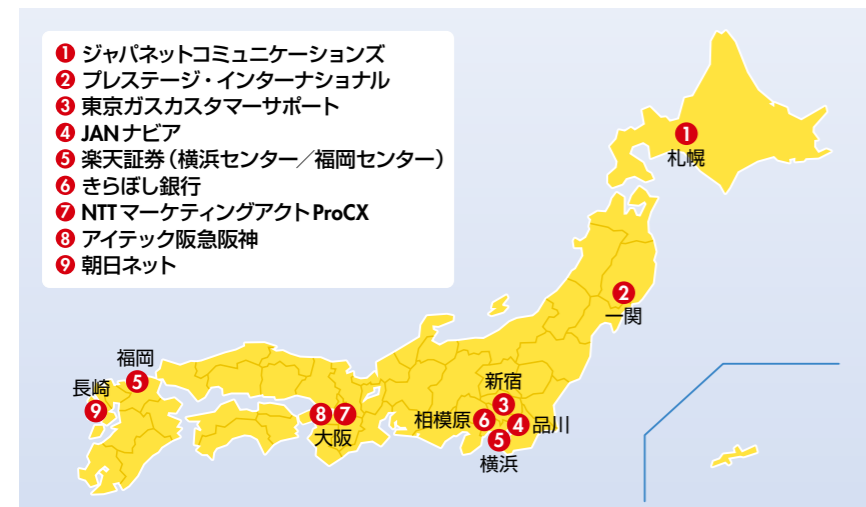 ❶ ジャパネットコミュニケーションズ
❷ プレステージ・インターナショナル
❸ 東京ガスカスタマーサポート
❹ JANナビア
❺ 楽天証券（横浜センター／福岡センター）
❻ きらぼし銀行
❼ NTTマーケティングアクトProCX
❽ アイテック阪急阪神
❾ 朝日ネット
❶
札幌
❷
一関
福岡
❺
長崎
❾
❽ ❼
大阪
新宿
❸
相模原 ❻
❹ 品川
❺
横浜